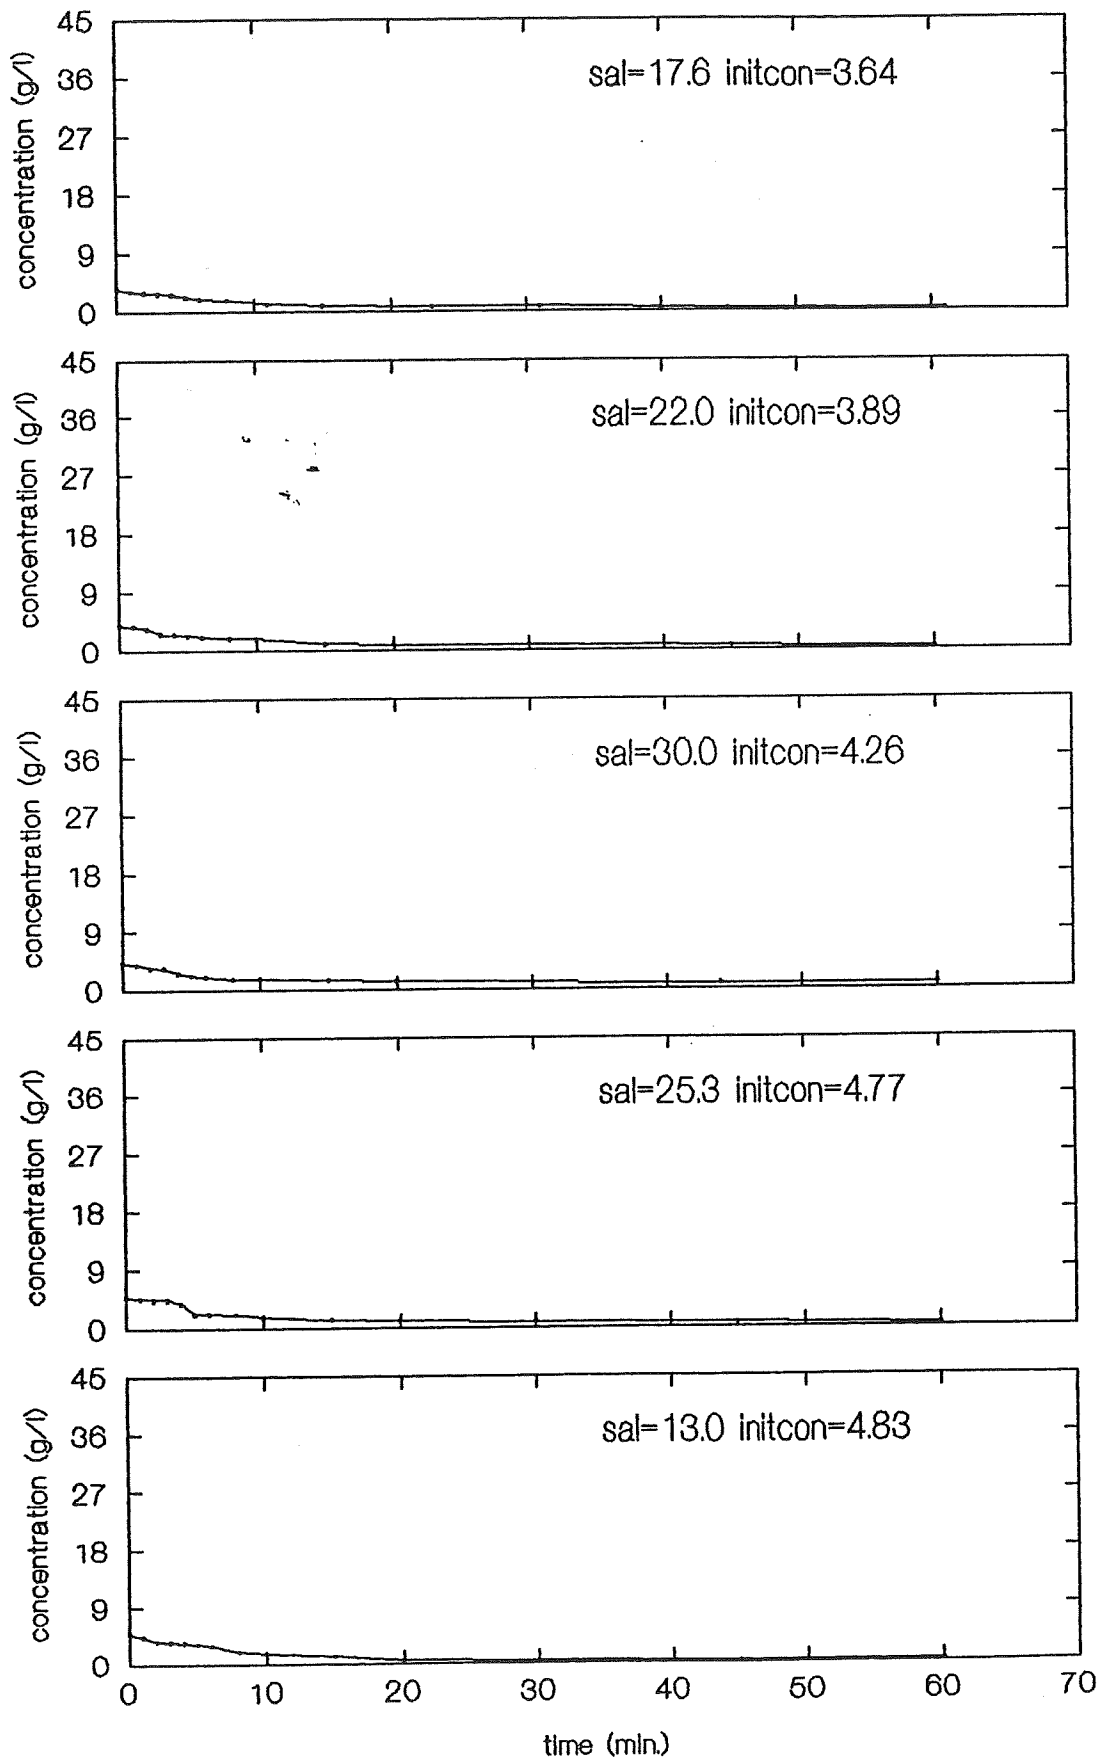 45
36
27
18
9
0
concentration (g/l)
sal=17.6 initcon=3.64
45
36
27
18
9
0
concentration (g/l)
sal=22.0 initcon=3.89
45
36
27
18
9
0
concentration (g/l)
sal=30.0 initcon=4.26
45
36
27
18
9
0
concentration (g/l)
sal=25.3 initcon=4.77
45
36
27
18
9
0
concentration (g/l)
sal=13.0 initcon=4.83
0 10 20 30 40 50 60 70
time (min.)